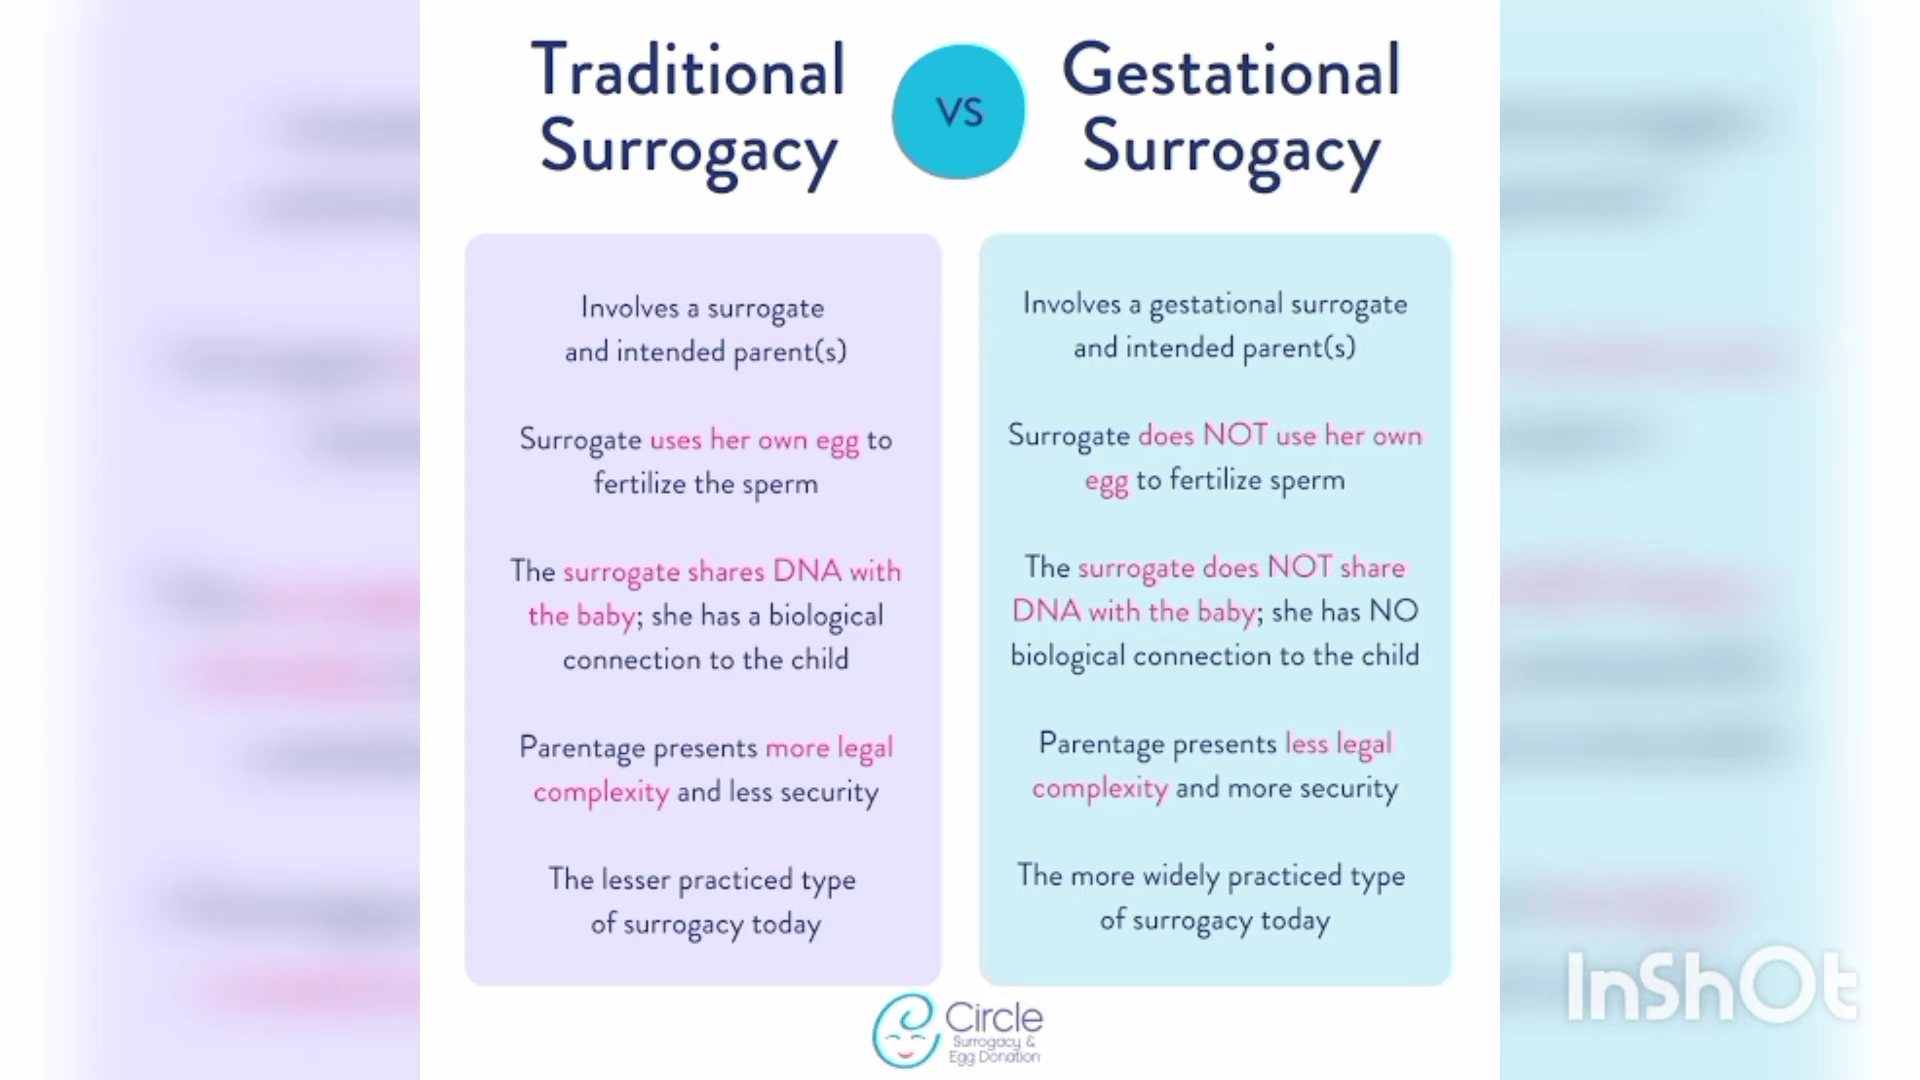 Traditional
Surrogacy
VS
Gestational
Surrogacy
Involves a surrogate
and intended parent(s)
Surrogate uses her own egg to
fertilize the sperm
The surrogate shares DNA with
the baby; she has a biological
connection to the child
Parentage presents more legal
complexity and less security
The lesser practiced type
of surrogacy today
Involves a gestational surrogate
and intended parent(s)
Surrogate does NOT use her own
egg to fertilize sperm
The surrogate does NOT share
DNA with the baby; she has NO
biological connection to the child
Parentage presents less legal
complexity and more security
The more widely practiced type
of surrogacy today
Circle
Surrogacy &
Egg Donation
InShOt